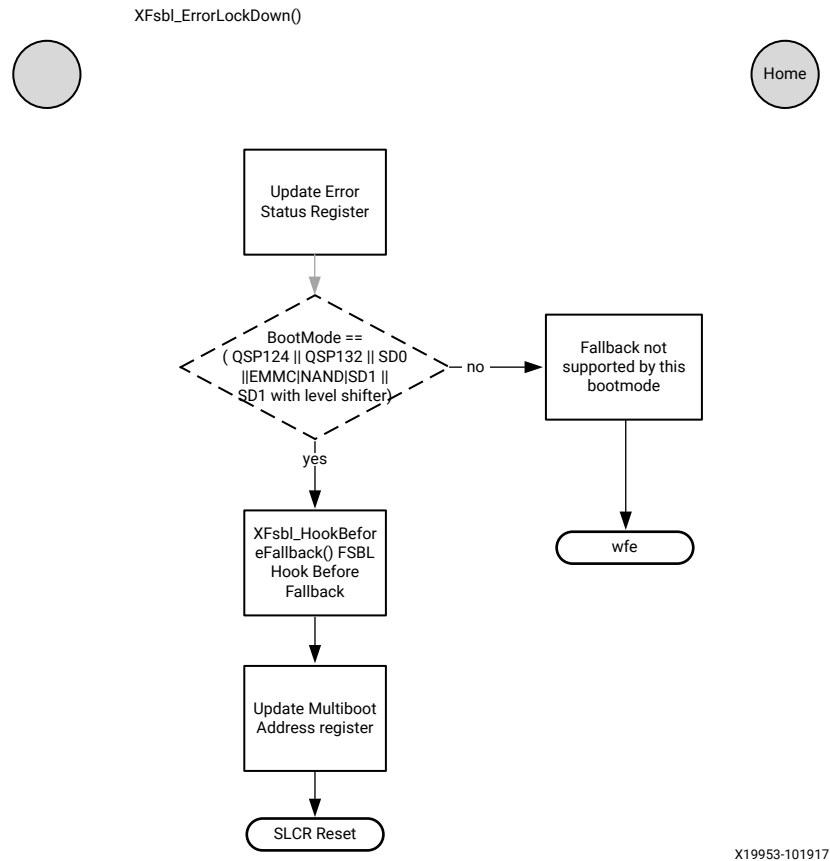 XFsbl_ErrorLockDown()
Home
Update Error
Status Register
BootMode ==
( QSP124 || QSP132 || SD0
||EMMC|NAND|SD1 ||
SD1 with level shifter)
no
Fallback not
supported by this
bootmode
yes
XFsbl_HookBefor
eFallback() FSBL
Hook Before
Fallback
wfe
Update Multiboot
Address register
SLCR Reset
X19953-101917